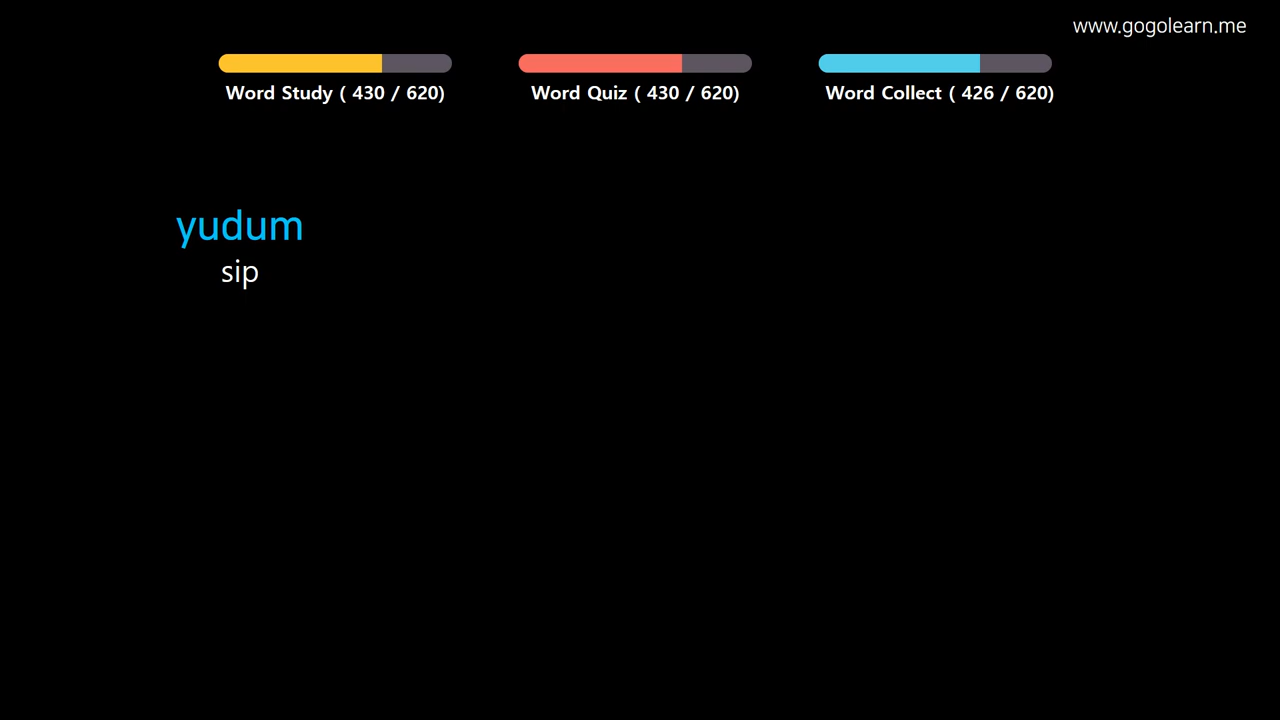 www.gogolearn.me
Word Study ( 430 / 620)
Word Quiz ( 430 / 620)
Word Collect ( 426 / 620)
yudum
sip